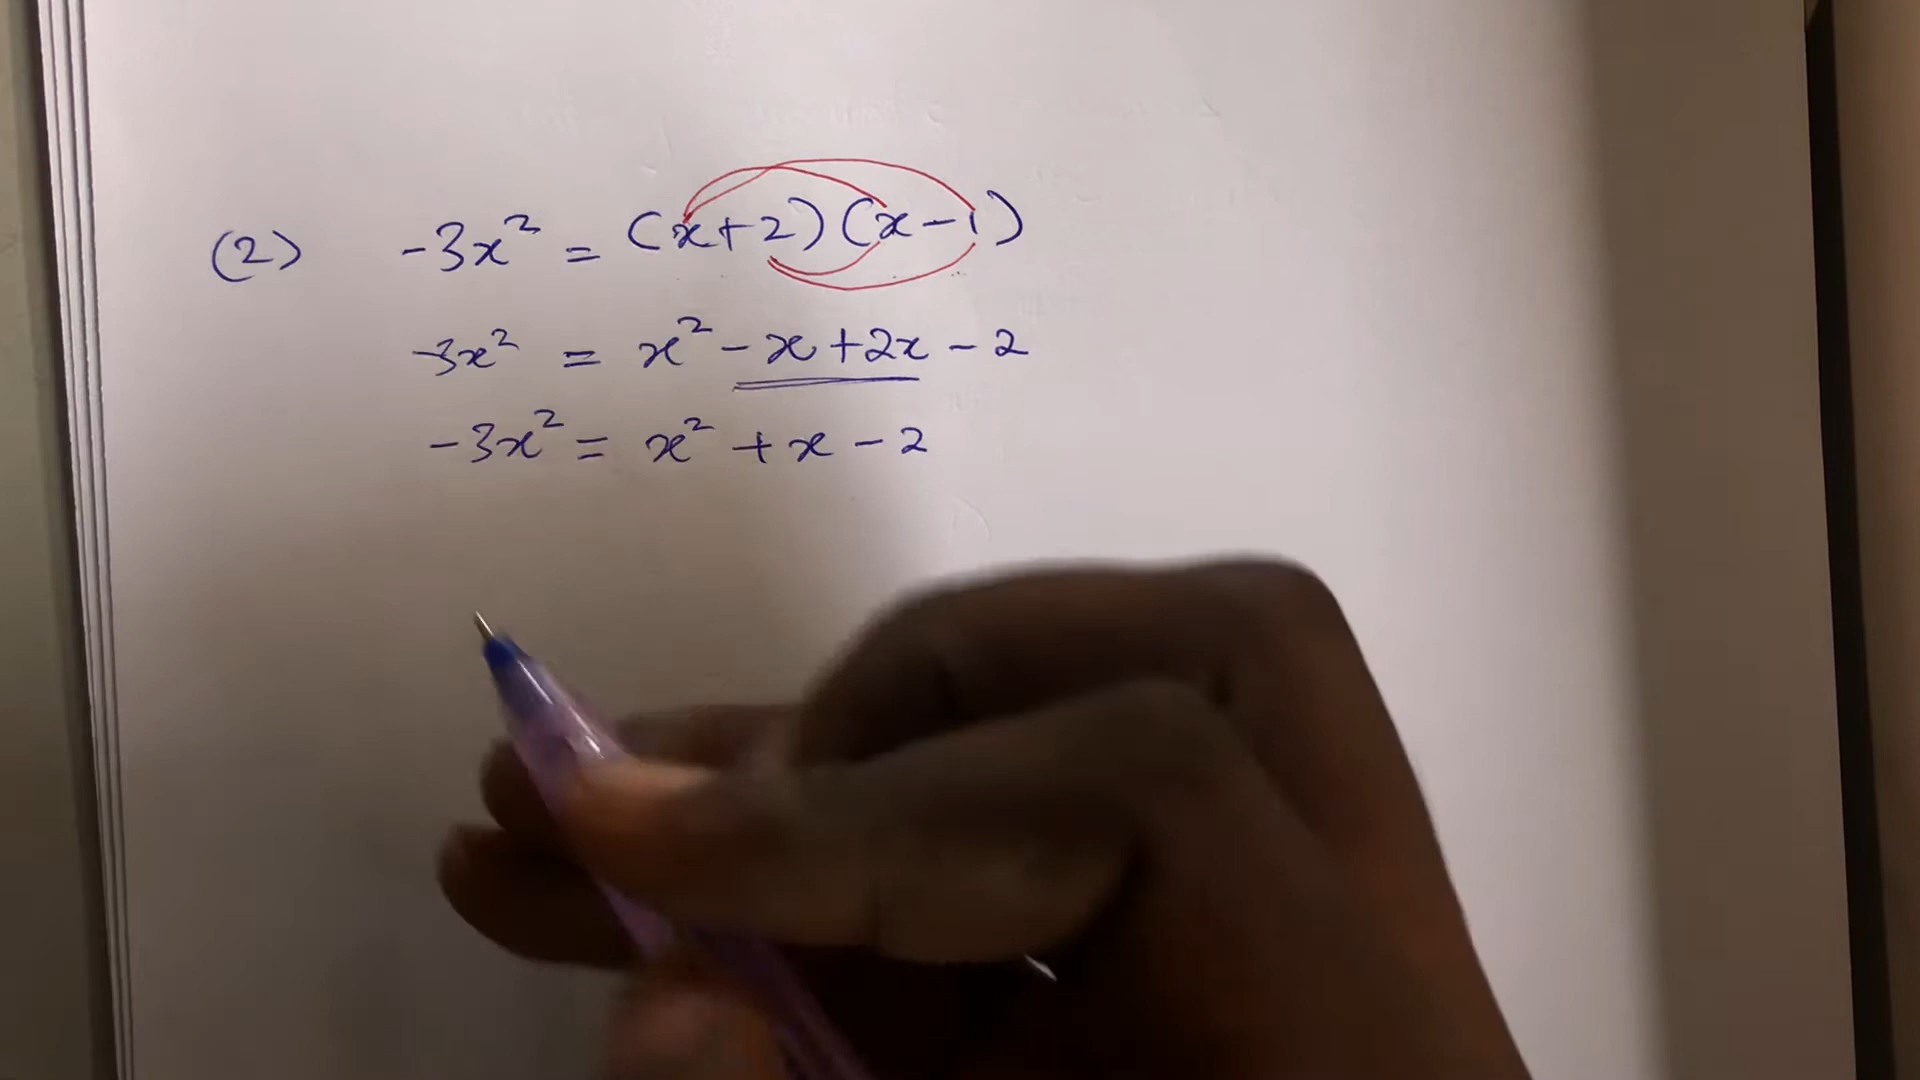 (2) -3x² = (x+2)(x-1)
-3x² = x² - x + 2x - 2
-3x² = x² + x - 2